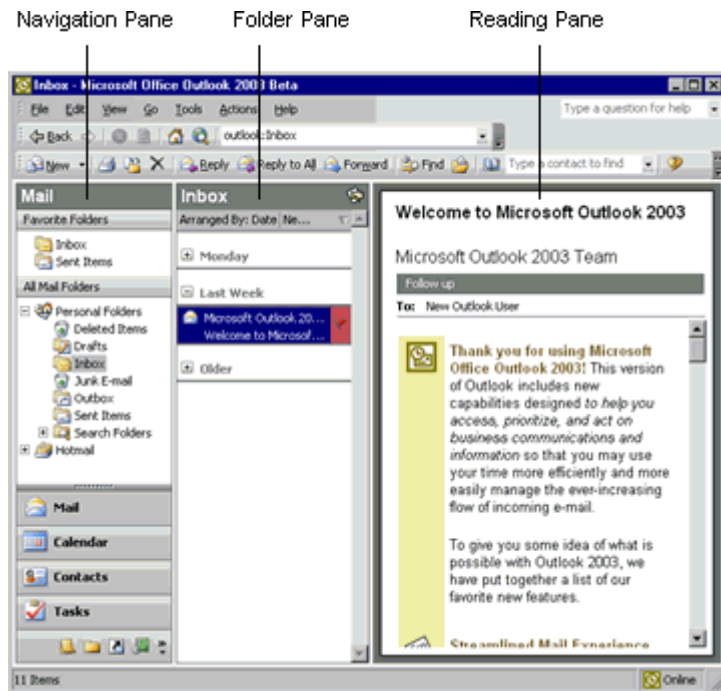 Navigation Pane Folder Pane Reading Pane
Inbox - Microsoft Office Outlook 2003 Beta
File Edit View Go Tools Actions Help Type a question for help
Back outlook:Inbox
New Reply Reply to All Forward Find Type a contact to find
Mail
Favorite Folders
Inbox
Sent Items
All Mail Folders
Personal Folders
Deleted Items
Drafts
Inbox
Junk E-mail
Outbox
Sent Items
Search Folders
Hotmail
Mail
Calendar
Contacts
Tasks
Inbox
Arranged By: Date Ne...
Monday
Last Week
Microsoft Outlook 20...
Welcome to Microsof...
Older
Welcome to Microsoft Outlook 2003
Microsoft Outlook 2003 Team
Follow up
To: New Outlook User
Thank you for using Microsoft
Office Outlook 2003! This version
of Outlook includes new
capabilities designed to help you
access, prioritize, and act on
business communications and
information so that you may use
your time more efficiently and more
easily manage the ever-increasing
flow of incoming e-mail.
To give you some idea of what is
possible with Outlook 2003, we
have put together a list of our
favorite new features.
Streamlined Mail Experience
11 Items Online